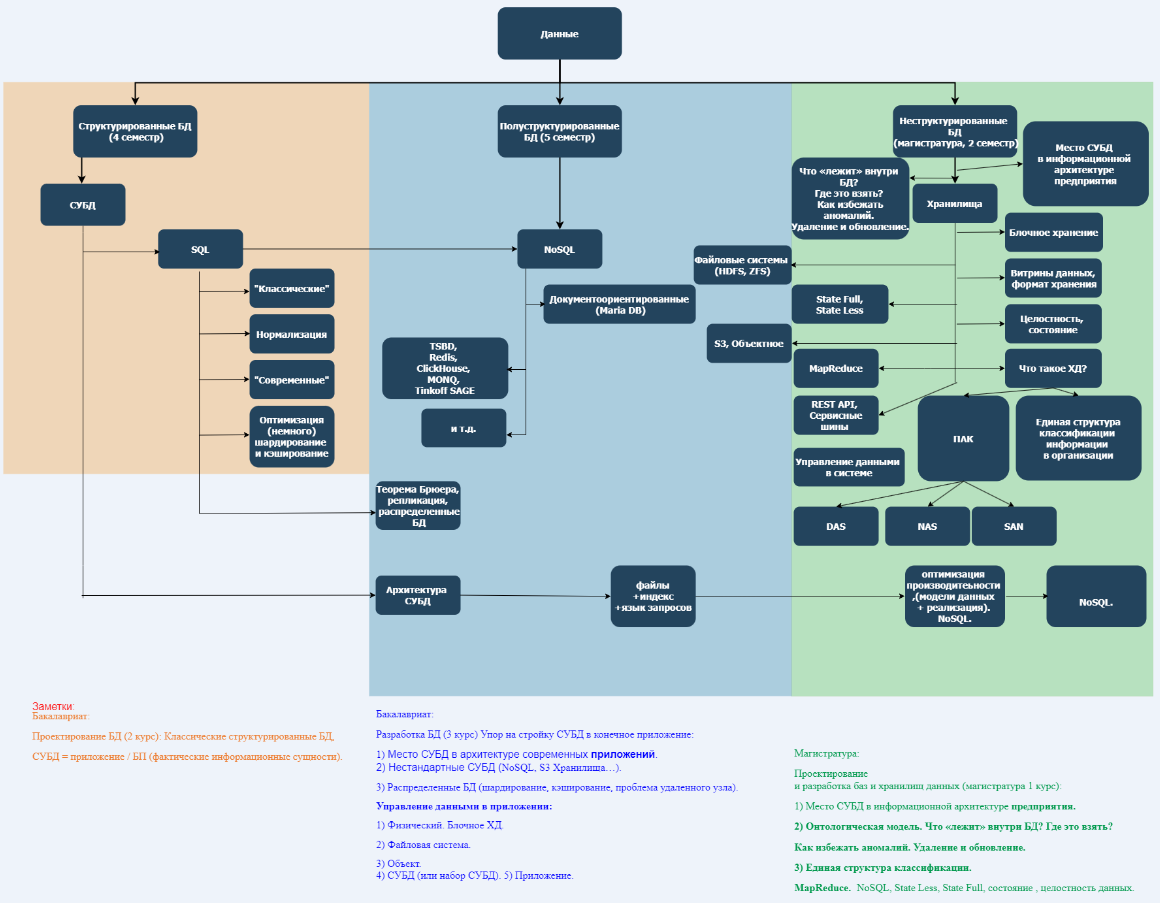 Данные
Структурированные БД
(4 семестр)
СУБД
SQL
"Классические"
Нормализация
"Современные"
Оптимизация
(немного)
шардирование
и кэширование
Полуструктурированные
БД (5 семестр)
NoSQL
Документоориентированные
(Maria DB)
TSBD,
Redis,
ClickHouse,
MONQ,
Tinkoff SAGE
и т.д.
Теорема Брюера,
репликация,
распределенные
БД
Архитектура
СУБД
файлы
+индекс
+язык запросов
Неструктурированные
БД
(магистратура, 2 семестр)
Место СУБД
в информационной
архитектуре
предприятия
Что «лежит» внутри
БД?
Где это взять?
Как избежать
аномалий.
Удаление и обновление.
Хранилища
Блочное хранение
Файловые системы
(HDFS, ZFS)
Витрины данных,
формат хранения
State Full,
State Less
Целостность,
состояние
S3, Объектное
MapReduce
Что такое ХД?
REST API,
Сервисные
шины
ПАК
Единая структура
классификации
информации
в организации
Управление данными
в системе
DAS
NAS
SAN
оптимизация
производитеьности
,(модели данных
+ реализация).
NoSQL.
NoSQL.
Заметки:
Бакалавриат:
Проектирование БД (2 курс): Классические структурированные БД,
СУБД = приложение / БП (фактические информационные сущности).
Бакалавриат:
Разработка БД (3 курс) Упор на стройку СУБД в конечное приложение:
1) Место СУБД в архитектуре современных приложений.
2) Нестандартные СУБД (NoSQL, S3 Хранилища…).
3) Распределенные БД (шардирование, кэширование, проблема удаленного узла).
Управление данными в приложении:
1) Физический. Блочное ХД.
2) Файловая система.
3) Объект.
4) СУБД (или набор СУБД). 5) Приложение.
Магистратура:
Проектирование
и разработка баз и хранилищ данных (магистратура 1 курс):
1) Место СУБД в информационной архитектуре предприятия.
2) Онтологическая модель. Что «лежит» внутри БД? Где это взять?
Как избежать аномалий. Удаление и обновление.
3) Единая структура классификации.
MapReduce. NoSQL, State Less, State Full, состояние , целостность данных.